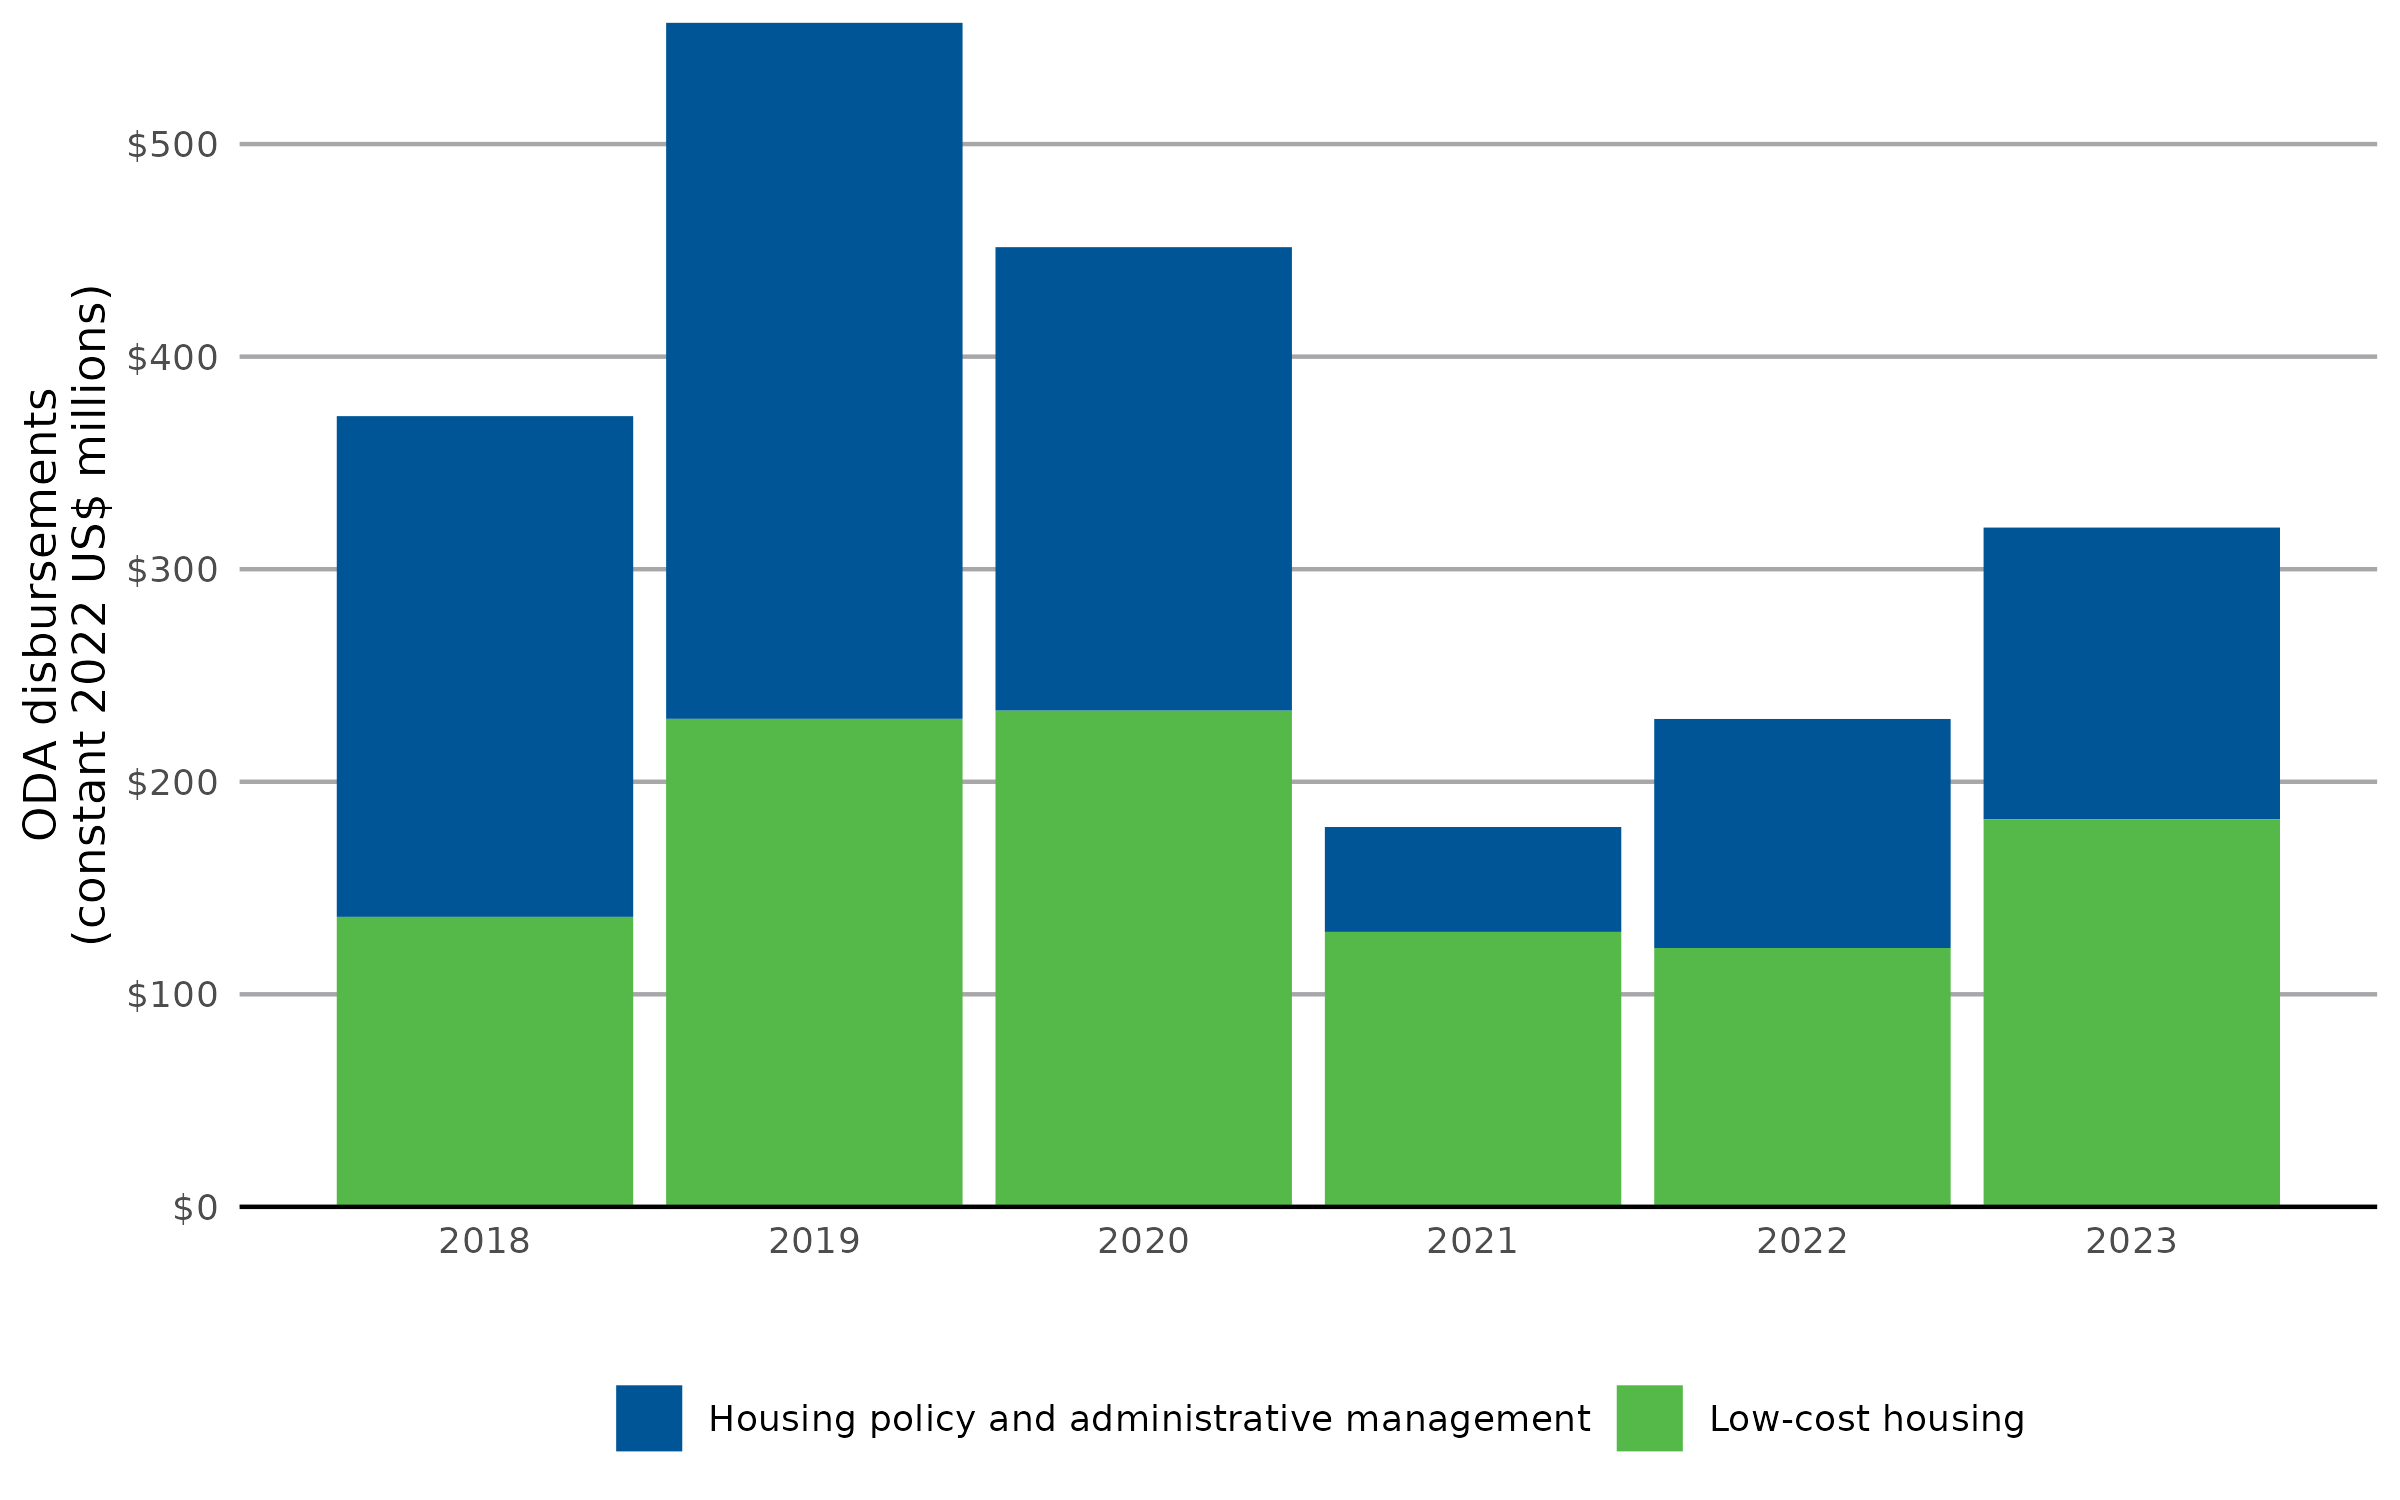 ODA disbursements
(constant 2022 US$ millions)
$500
$400
$300
$200
$100
$0
2018 2019 2020 2021 2022 2023
Housing policy and administrative management Low-cost housing